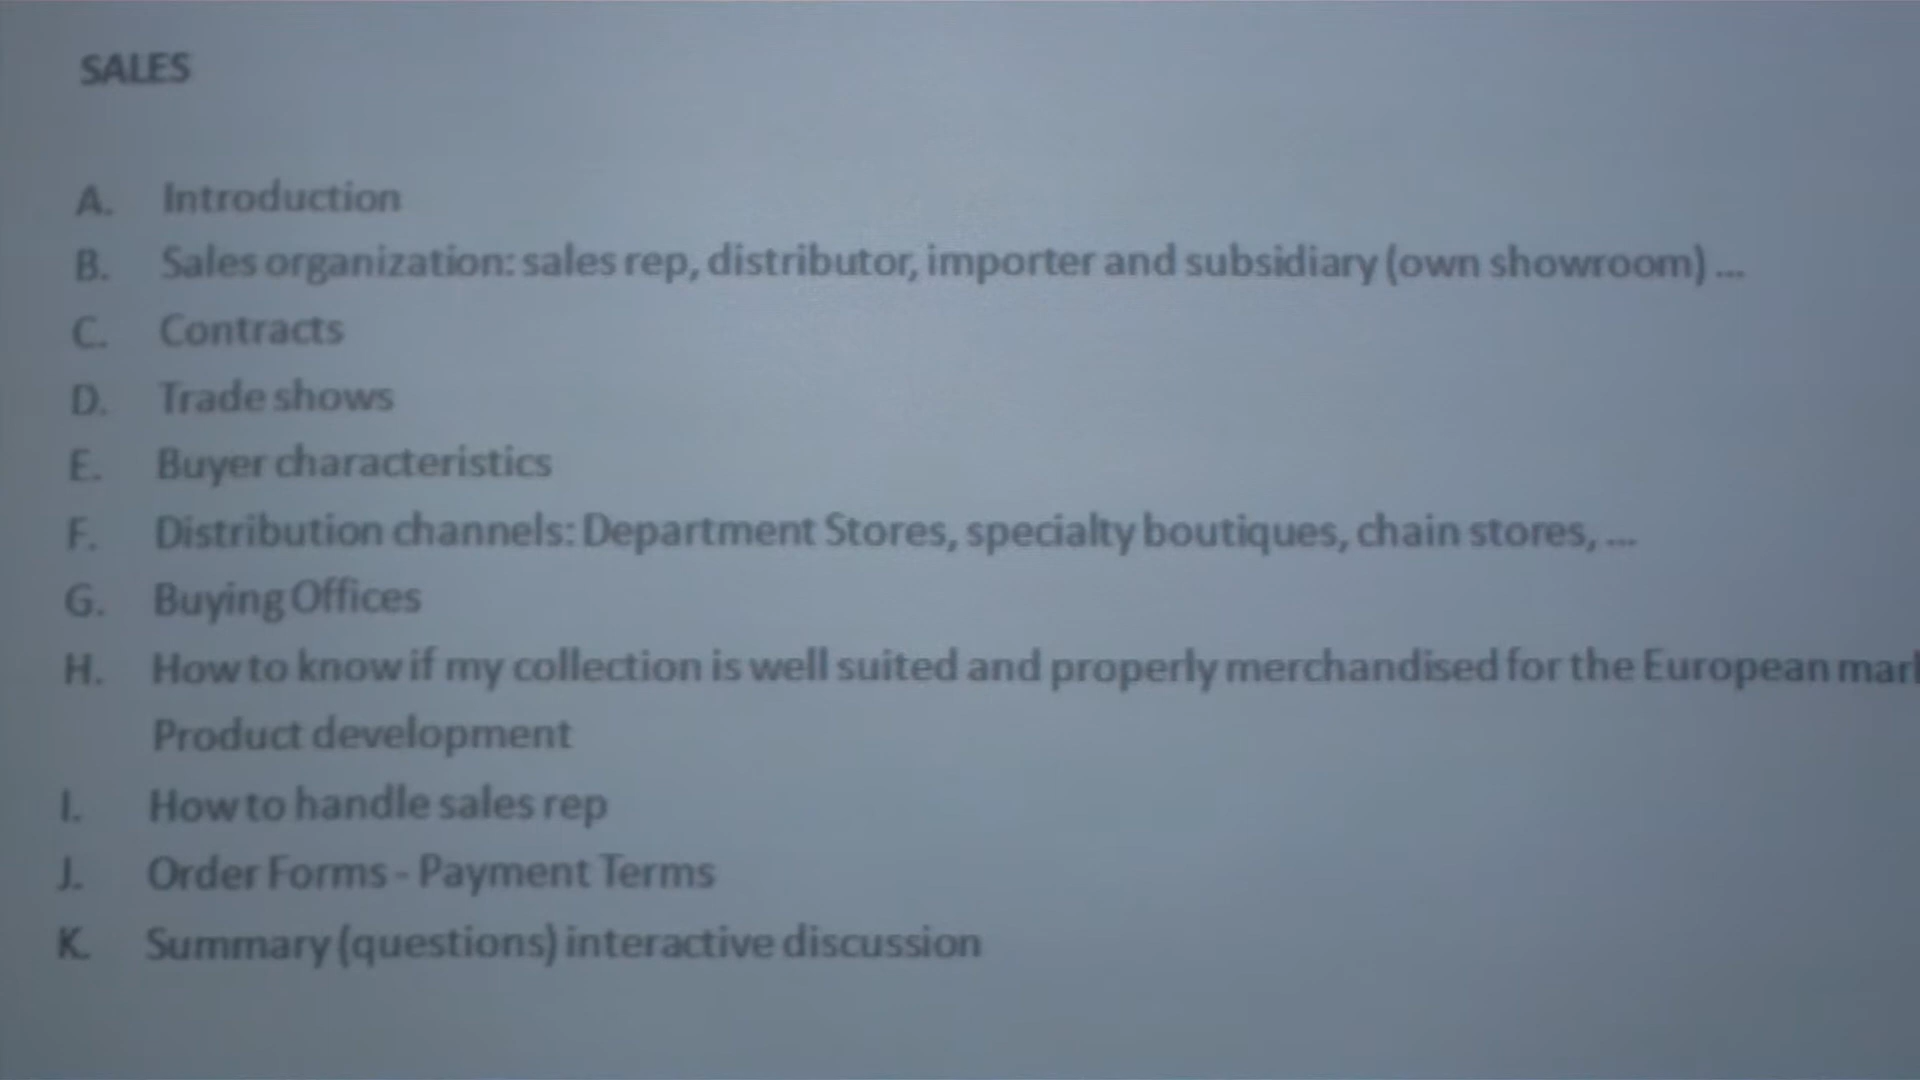 SALES
A. Introduction
B. Sales organization: sales rep, distributor, importer and subsidiary (own showroom) ...
C. Contracts
D. Trade shows
E. Buyer characteristics
F. Distribution channels: Department Stores, specialty boutiques, chain stores, ...
G. Buying Offices
H. How to know if my collection is well suited and properly merchandised for the European
Product development
I. How to handle sales rep
J. Order Forms - Payment Terms
K. Summary (questions) interactive discussion